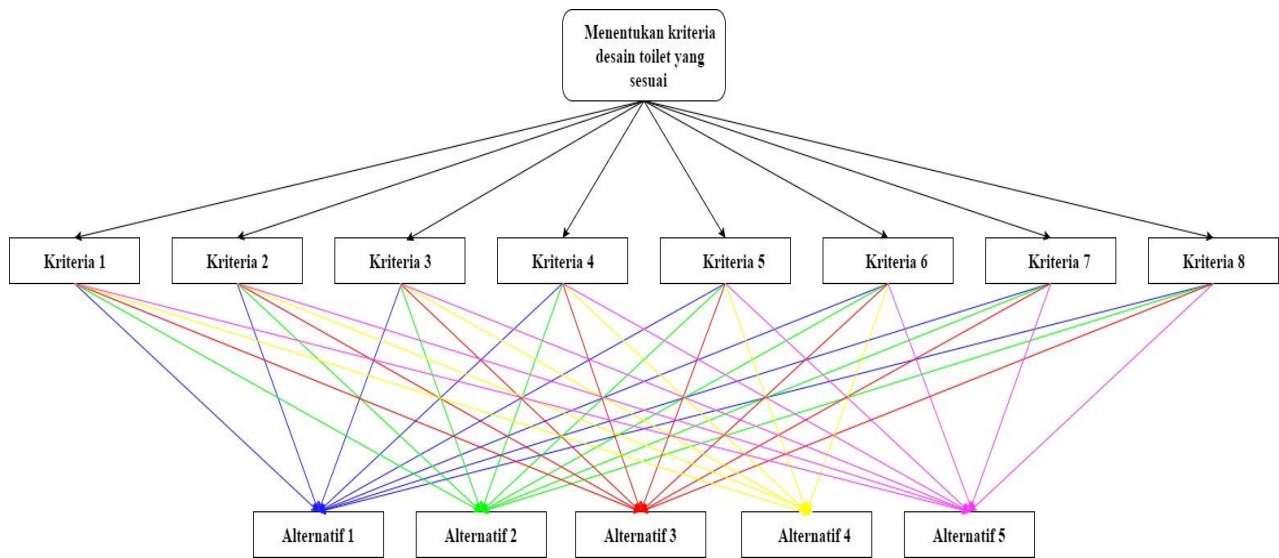 Menentukan kriteria
desain toilet yang
sesuai
Kriteria 1
Kriteria 2
Kriteria 3
Kriteria 4
Kriteria 5
Kriteria 6
Kriteria 7
Kriteria 8
Alternatif 1
Alternatif 2
Alternatif 3
Alternatif 4
Alternatif 5